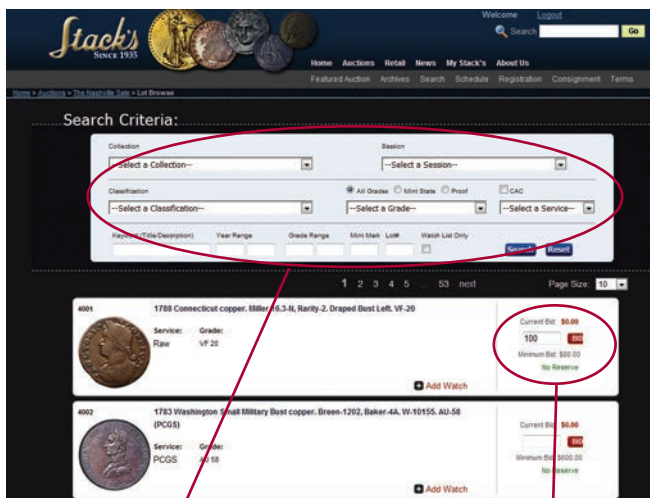 Welcome Logout
Stack's
SINCE 1935
Search Go
Home Auctions Retail News My Stack's About Us
Featured Auction Archives Search Schedule Registration Consignment Terms
Home > Auctions > The Nashville Sale > Lot Browse
Search Criteria:
Collection Session
--Select a Collection-- --Select a Session--
Classification All Grades Mint State Proof CAC
--Select a Classification-- --Select a Grade-- --Select a Service--
Keyword (Title/Description) Year Range Grade Range Mint Mark Lot# Watch List Only
Search Reset
1 2 3 4 5 ... 53 next Page Size: 10
4001 1788 Connecticut copper. Miller 16.3-N, Rarity-2. Draped Bust Left. VF-20
Current Bid: $0.00
Service: Grade:
Raw VF 20
100 BID
Minimum Bid: $80.00
No Reserve
Add Watch
4002 1783 Washington Small Military Bust copper. Breen-1202, Baker-4A. W-10155. AU-58
(PCGS)
Current Bid: $0.00
Service: Grade:
PCGS AU 58
BID
Minimum Bid: $600.00
No Reserve
Add Watch